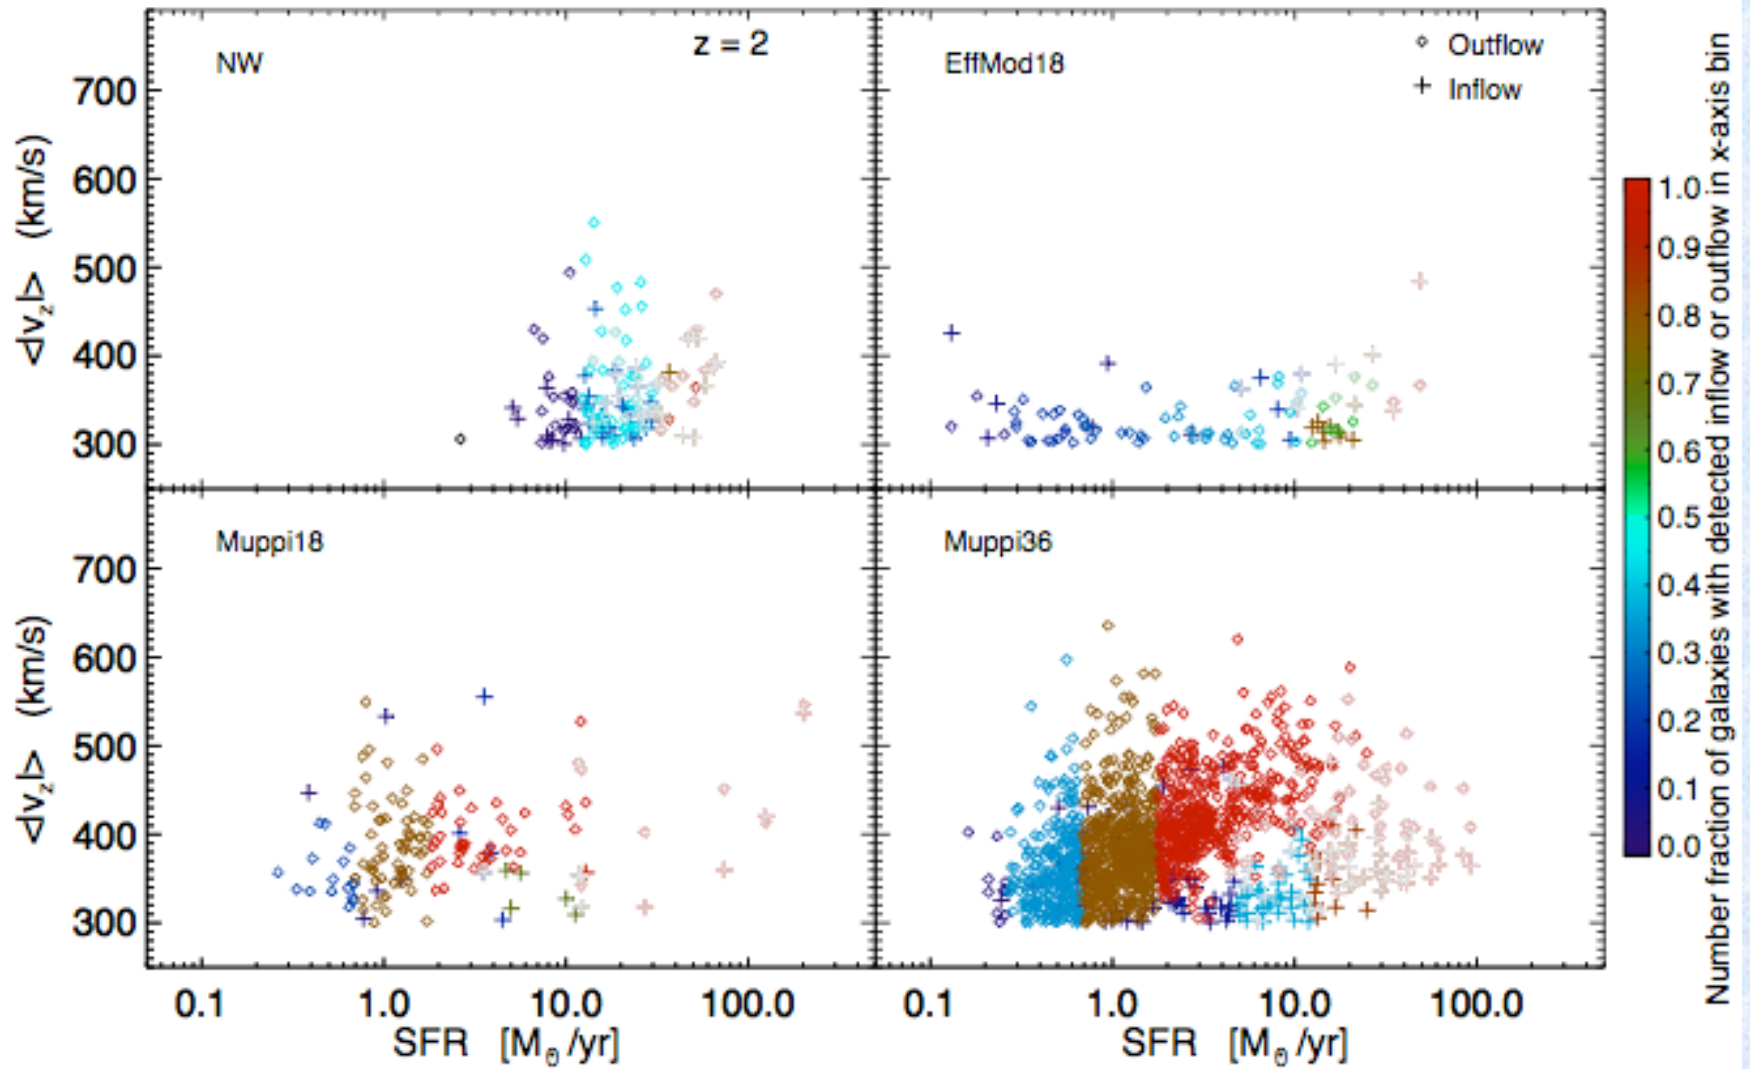 NW
z = 2
EffMod18
Outflow
Inflow
700
600
500
400
300
<|v_z|> (km/s)
Muppi18
Muppi36
700
600
500
400
300
<|v_z|> (km/s)
0.1 1.0 10.0 100.0
SFR [M_⊙/yr]
0.1 1.0 10.0 100.0
SFR [M_⊙/yr]
1.0
0.9
0.8
0.7
0.6
0.5
0.4
0.3
0.2
0.1
0.0
Number fraction of galaxies with detected inflow or outflow in x-axis bin